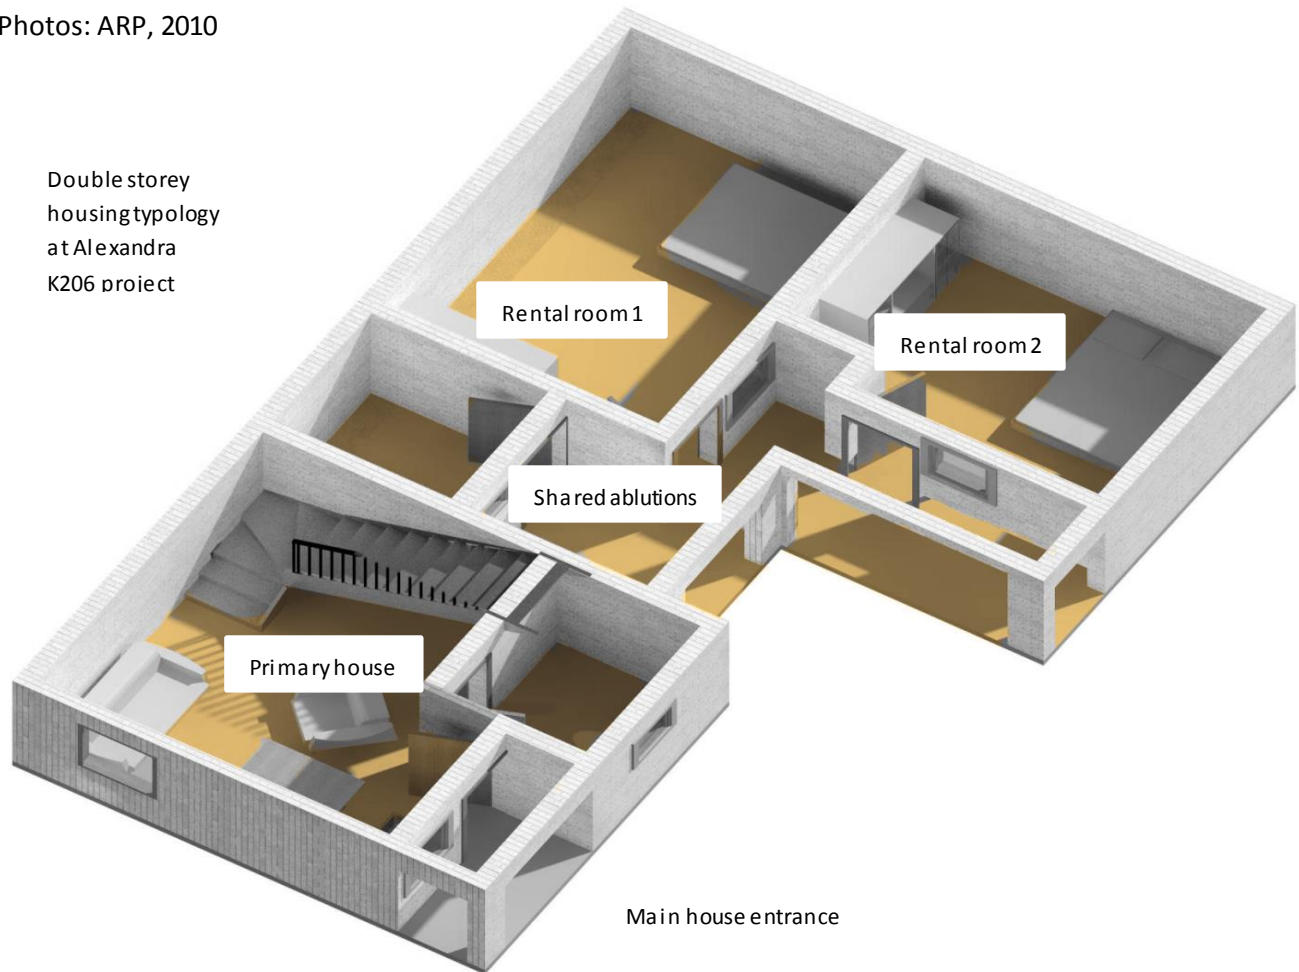 Photos: ARP, 2010
Double storey
housing typology
at Alexandra
K206 project
Rental room 1
Rental room 2
Shared ablutions
Primary house
Main house entrance